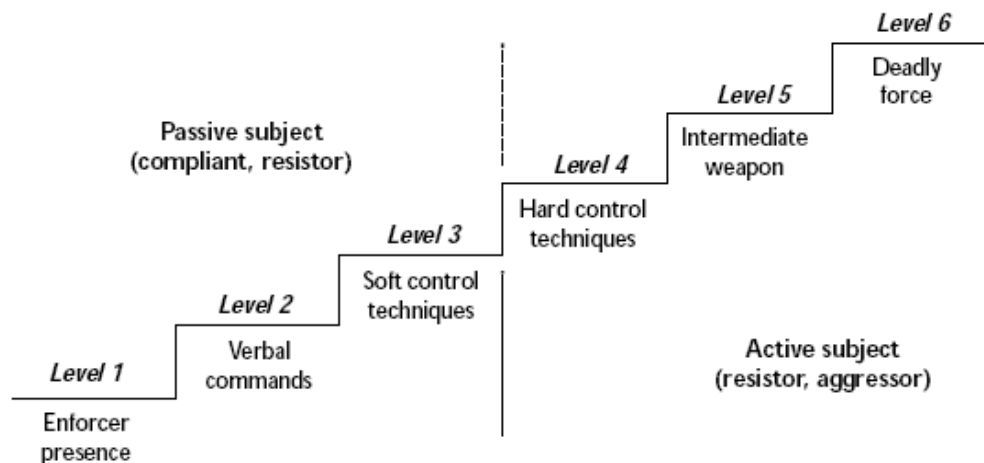 Level 6
Deadly
force
Level 5
Intermediate
weapon
Passive subject
(compliant, resistor)
Level 4
Hard control
techniques
Level 3
Soft control
techniques
Level 2
Verbal
commands
Active subject
(resistor, aggressor)
Level 1
Enforcer
presence